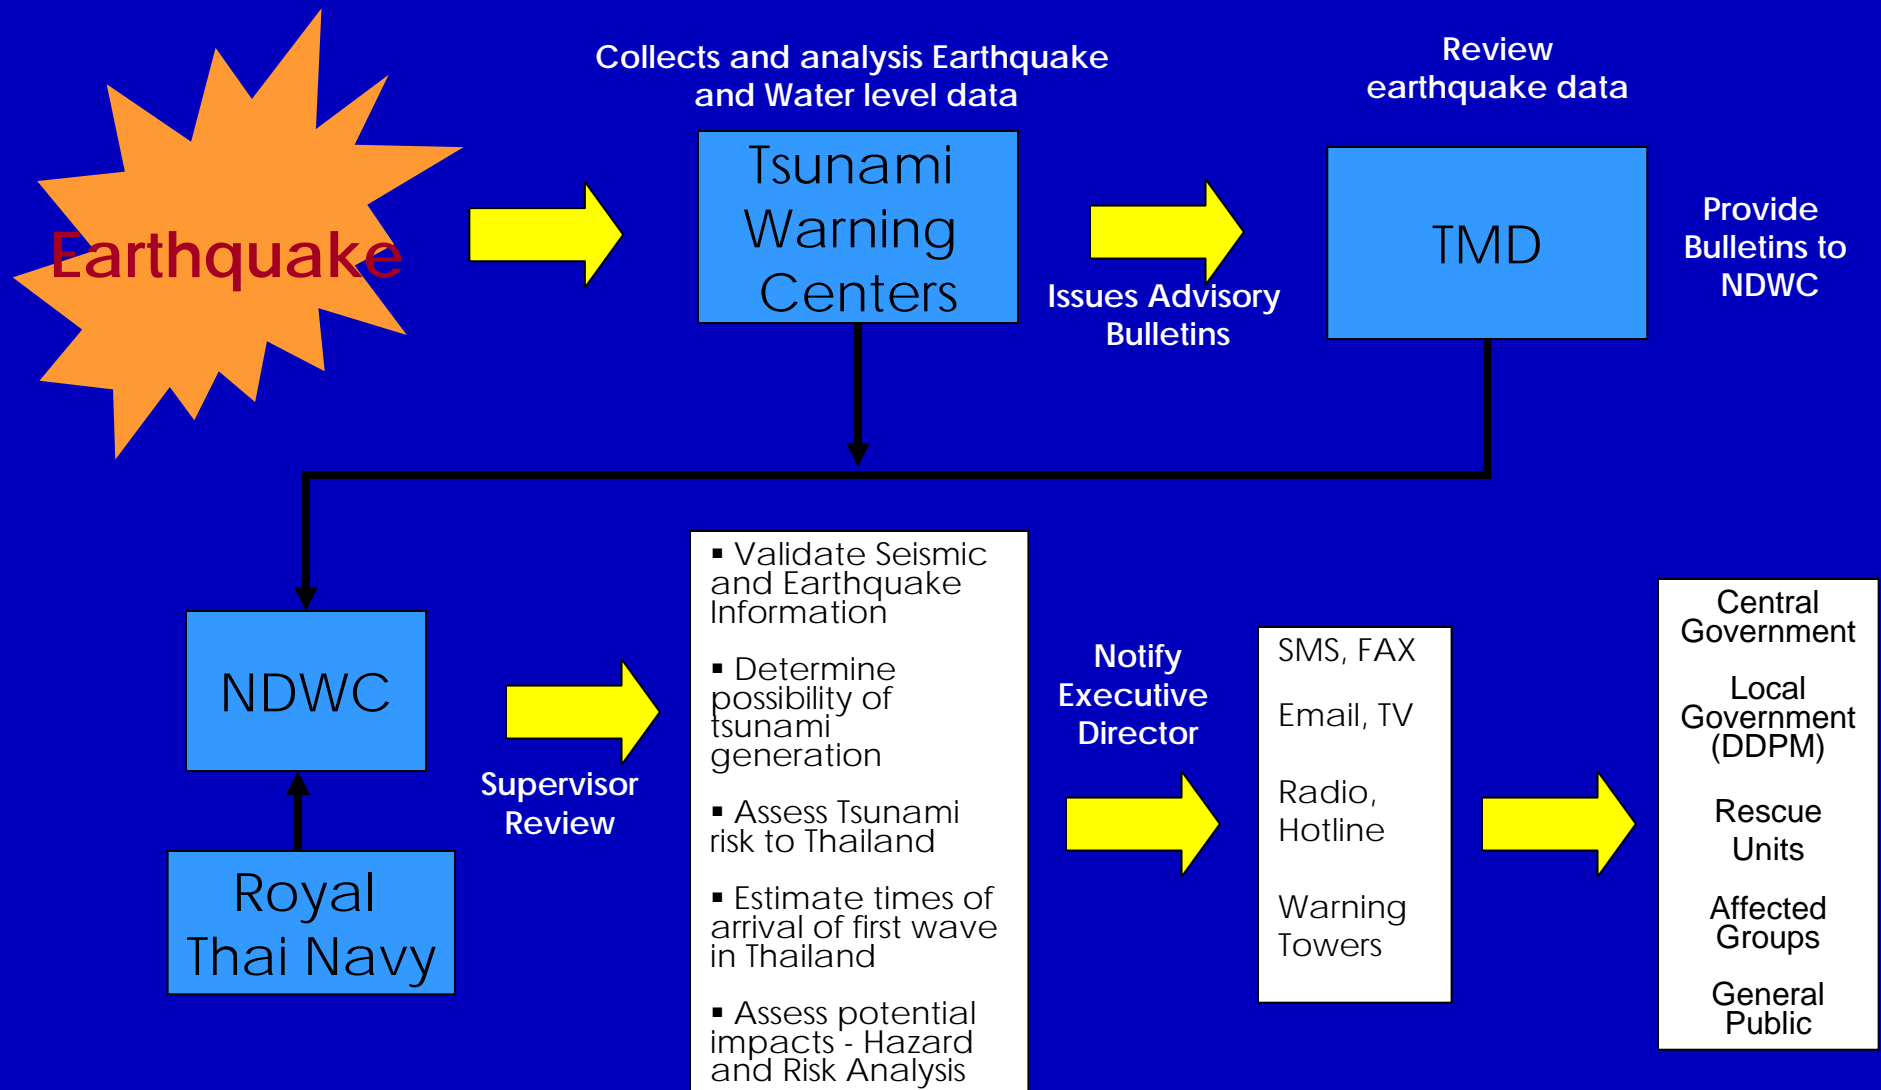 Earthquake
Collects and analysis Earthquake
and Water level data
Tsunami
Warning
Centers
Issues Advisory
Bulletins
Review
earthquake data
TMD
Provide
Bulletins to
NDWC
NDWC
Royal
Thai Navy
Supervisor
Review
▪ Validate Seismic
and Earthquake
Information
▪ Determine
possibility of
tsunami
generation
▪ Assess Tsunami
risk to Thailand
▪ Estimate times of
arrival of first wave
in Thailand
▪ Assess potential
impacts - Hazard
and Risk Analysis
Notify
Executive
Director
SMS, FAX
Email, TV
Radio,
Hotline
Warning
Towers
Central
Government
Local
Government
(DDPM)
Rescue
Units
Affected
Groups
General
Public